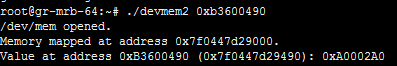 root@gr-mrb-64:~# ./devmem2 0xb3600490
/dev/mem opened.
Memory mapped at address 0x7f0447d29000.
Value at address 0xB3600490 (0x7f0447d29490): 0xA0002A0